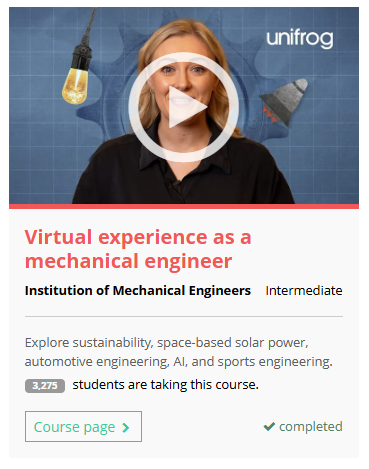 unifrog
Virtual experience as a
mechanical engineer
Institution of Mechanical Engineers Intermediate
Explore sustainability, space-based solar power,
automotive engineering, AI, and sports engineering.
3,275 students are taking this course.
Course page
completed